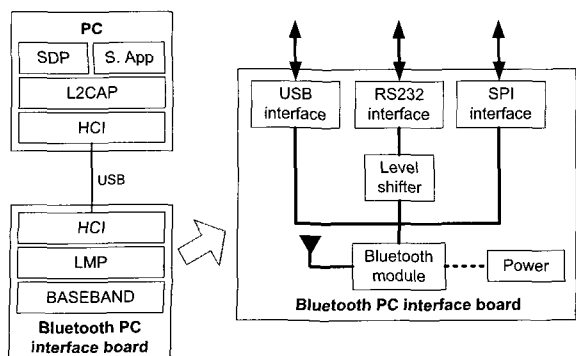 PC
SDP
S. App
L2CAP
HCI
USB
HCI
LMP
BASEBAND
Bluetooth PC
interface board
USB
interface
RS232
interface
SPI
interface
Level
shifter
Bluetooth
module
Power
Bluetooth PC interface board